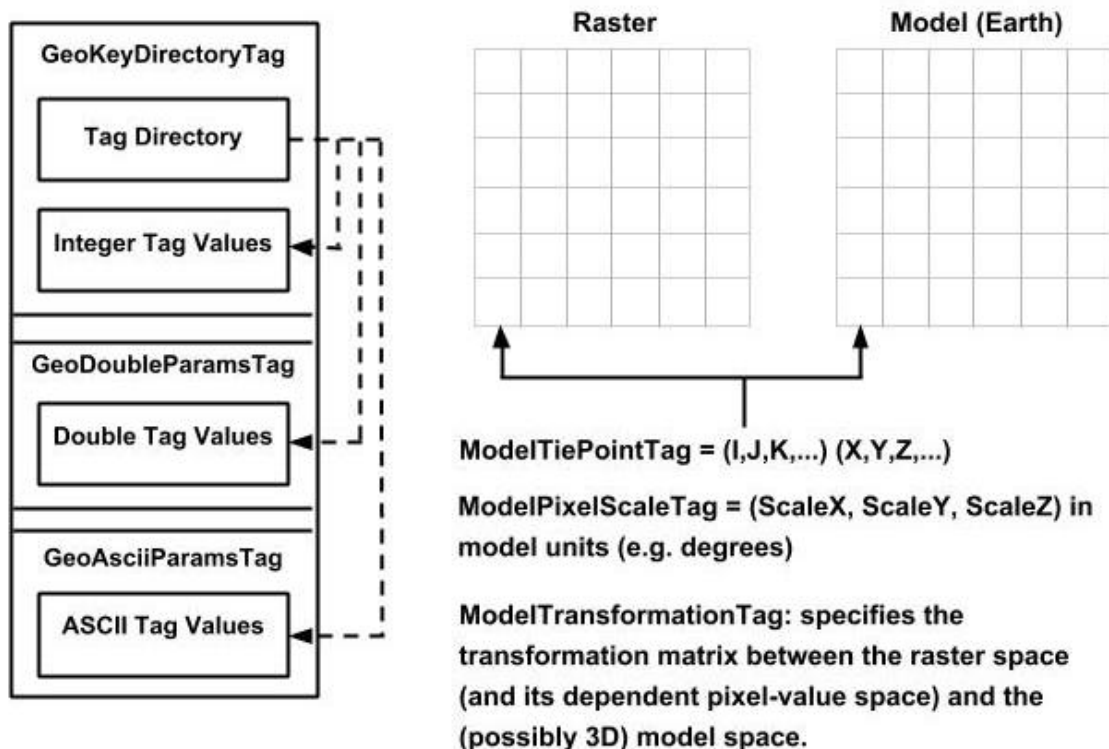 GeoKeyDirectoryTag
Tag Directory
Integer Tag Values
GeoDoubleParamsTag
Double Tag Values
GeoAsciiParamsTag
ASCII Tag Values
Raster
Model (Earth)
ModelTiePointTag = (I,J,K,...) (X,Y,Z,...)
ModelPixelScaleTag = (ScaleX, ScaleY, ScaleZ) in
model units (e.g. degrees)
ModelTransformationTag: specifies the
transformation matrix between the raster space
(and its dependent pixel-value space) and the
(possibly 3D) model space.